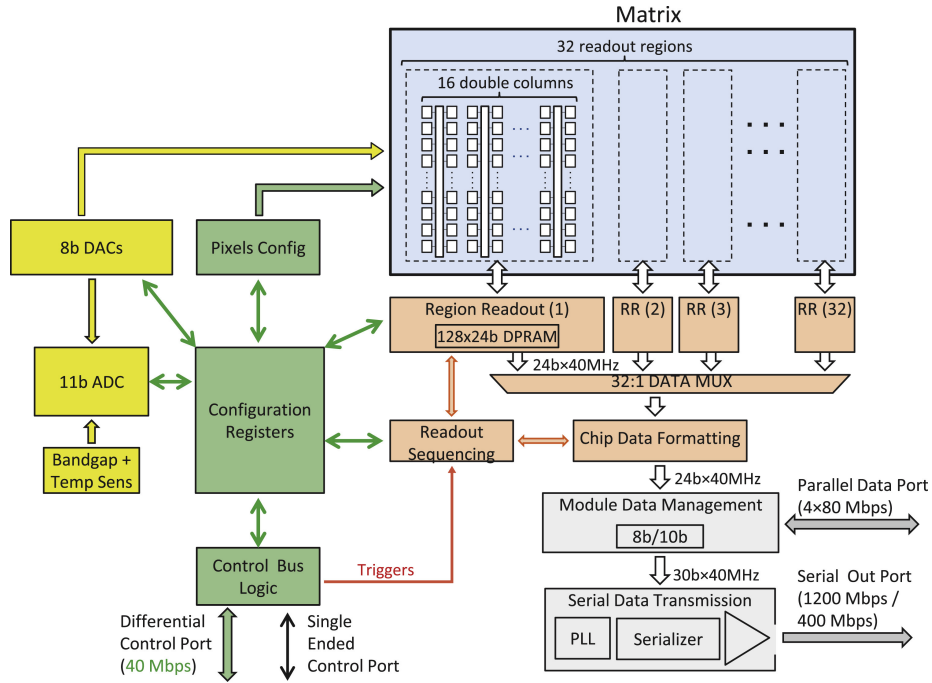 Matrix
32 readout regions
16 double columns
8b DACs
Pixels Config
Region Readout (1)
128x24b DPRAM
RR (2)
RR (3)
RR (32)
24b×40MHz
32:1 DATA MUX
11b ADC
Configuration
Registers
Readout
Sequencing
Chip Data Formatting
Bandgap +
Temp Sens
24b×40MHz
Module Data Management
8b/10b
Parallel Data Port
(4×80 Mbps)
Control Bus
Logic
Triggers
30b×40MHz
Serial Data Transmission
PLL
Serializer
Serial Out Port
(1200 Mbps /
400 Mbps)
Differential
Control Port
(40 Mbps)
Single
Ended
Control Port